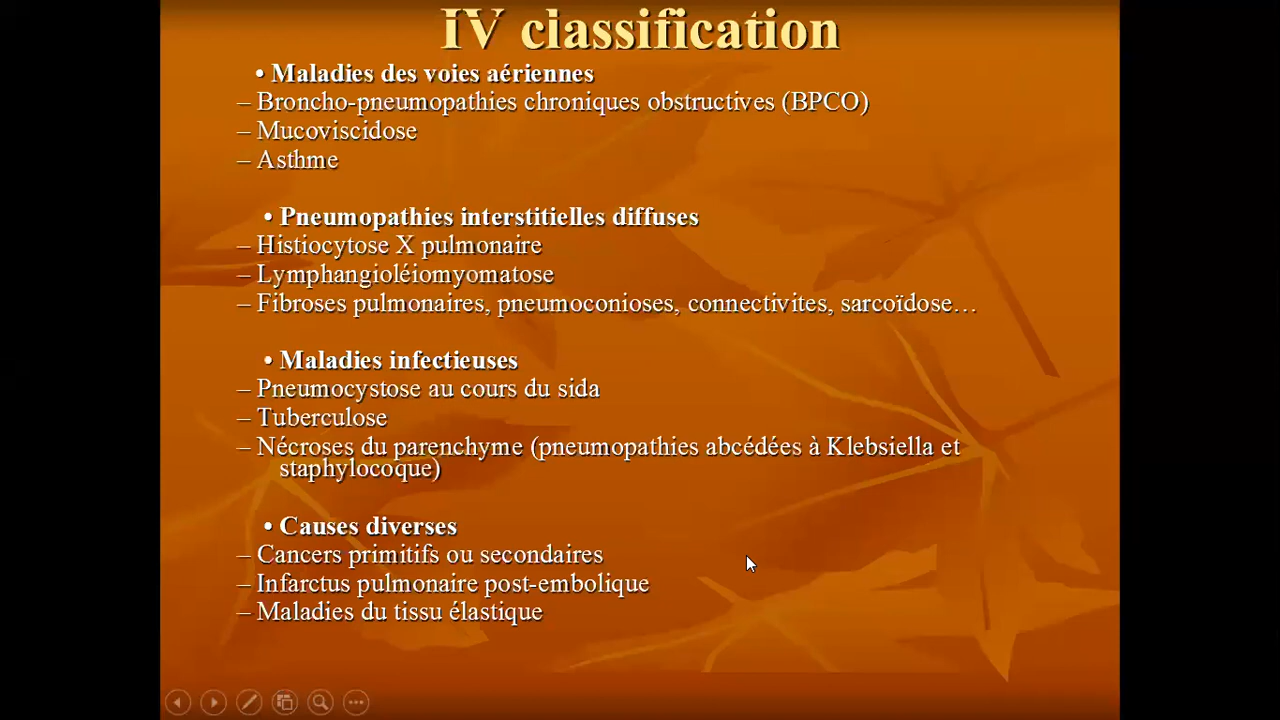 IV classification
• Maladies des voies aériennes
– Broncho-pneumopathies chroniques obstructives (BPCO)
– Mucoviscidose
– Asthme
• Pneumopathies interstitielles diffuses
– Histiocytose X pulmonaire
– Lymphangioléiomyomatose
– Fibroses pulmonaires, pneumoconioses, connectivites, sarcoïdose…
• Maladies infectieuses
– Pneumocystose au cours du sida
– Tuberculose
– Nécroses du parenchyme (pneumopathies abcédées à Klebsiella et
staphylocoque)
• Causes diverses
– Cancers primitifs ou secondaires
– Infarctus pulmonaire post-embolique
– Maladies du tissu élastique